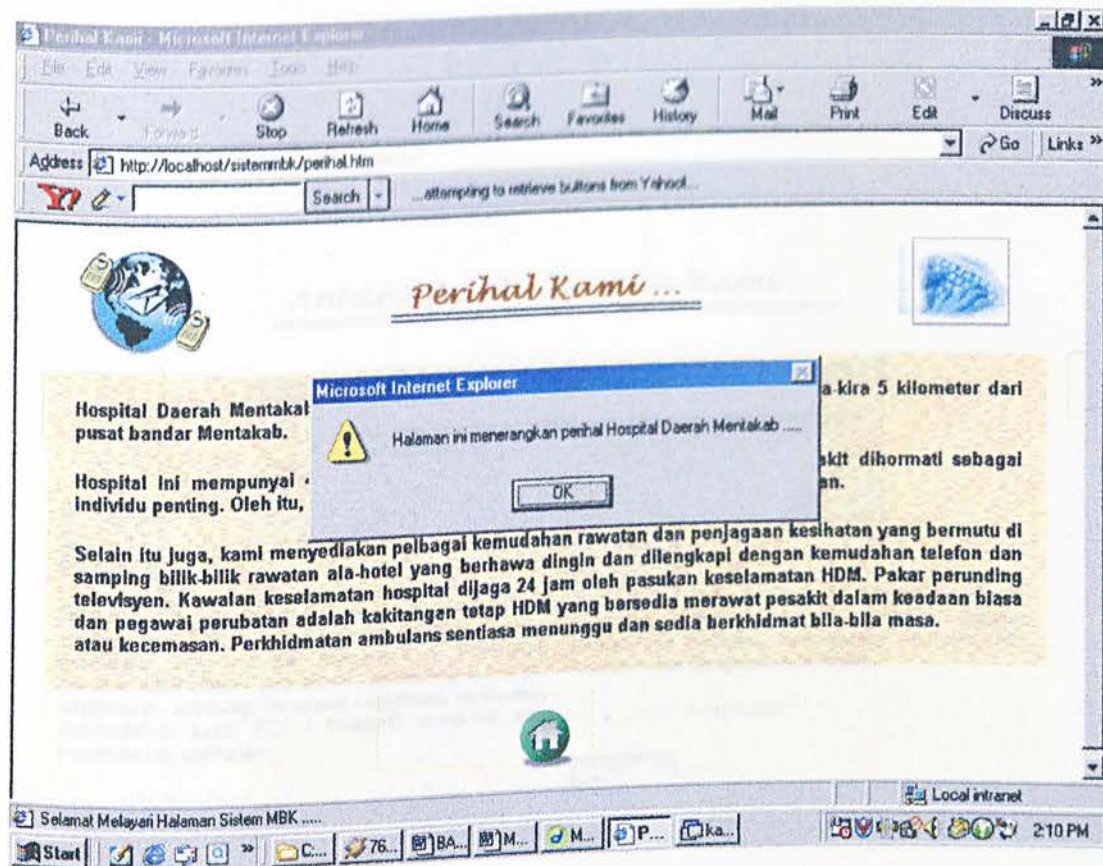 Perihal Kami - Microsoft Internet Explorer
File Edit View Favorites Tools Help
Back Forward Stop Refresh Home Search Favorites History Mail Print Edit Discuss
Address http://localhost/sistemmbk/perihal.htm Go Links
Y! Search ...attempting to retrieve buttons from Yahoo!...
Perihal Kami ...
Hospital Daerah Mentakab
a-kira 5 kilometer dari
pusat bandar Mentakab.
Microsoft Internet Explorer
Halaman ini menerangkan perihal Hospital Daerah Mentakab .....
OK
Hospital ini mempunyai
akit dihormati sebagai
individu penting. Oleh itu,
an.
Selain itu juga, kami menyediakan pelbagai kemudahan rawatan dan penjagaan kesihatan yang bermutu di
samping bilik-bilik rawatan ala-hotel yang berhawa dingin dan dilengkapi dengan kemudahan telefon dan
televisyen. Kawalan keselamatan hospital dijaga 24 jam oleh pasukan keselamatan HDM. Pakar perunding
dan pegawai perubatan adalah kakitangan tetap HDM yang bersedia merawat pesakit dalam keadaan biasa
atau kecemasan. Perkhidmatan ambulans sentiasa menunggu dan sedia berkhidmat bila-bila masa.
Selamat Melayari Halaman Sistem MBK ..... Local intranet
Start C... 76... BA... M... M... P... ka... 2:10 PM